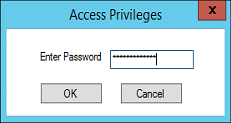 Access Privileges
x
Enter Password
*************
OK
Cancel